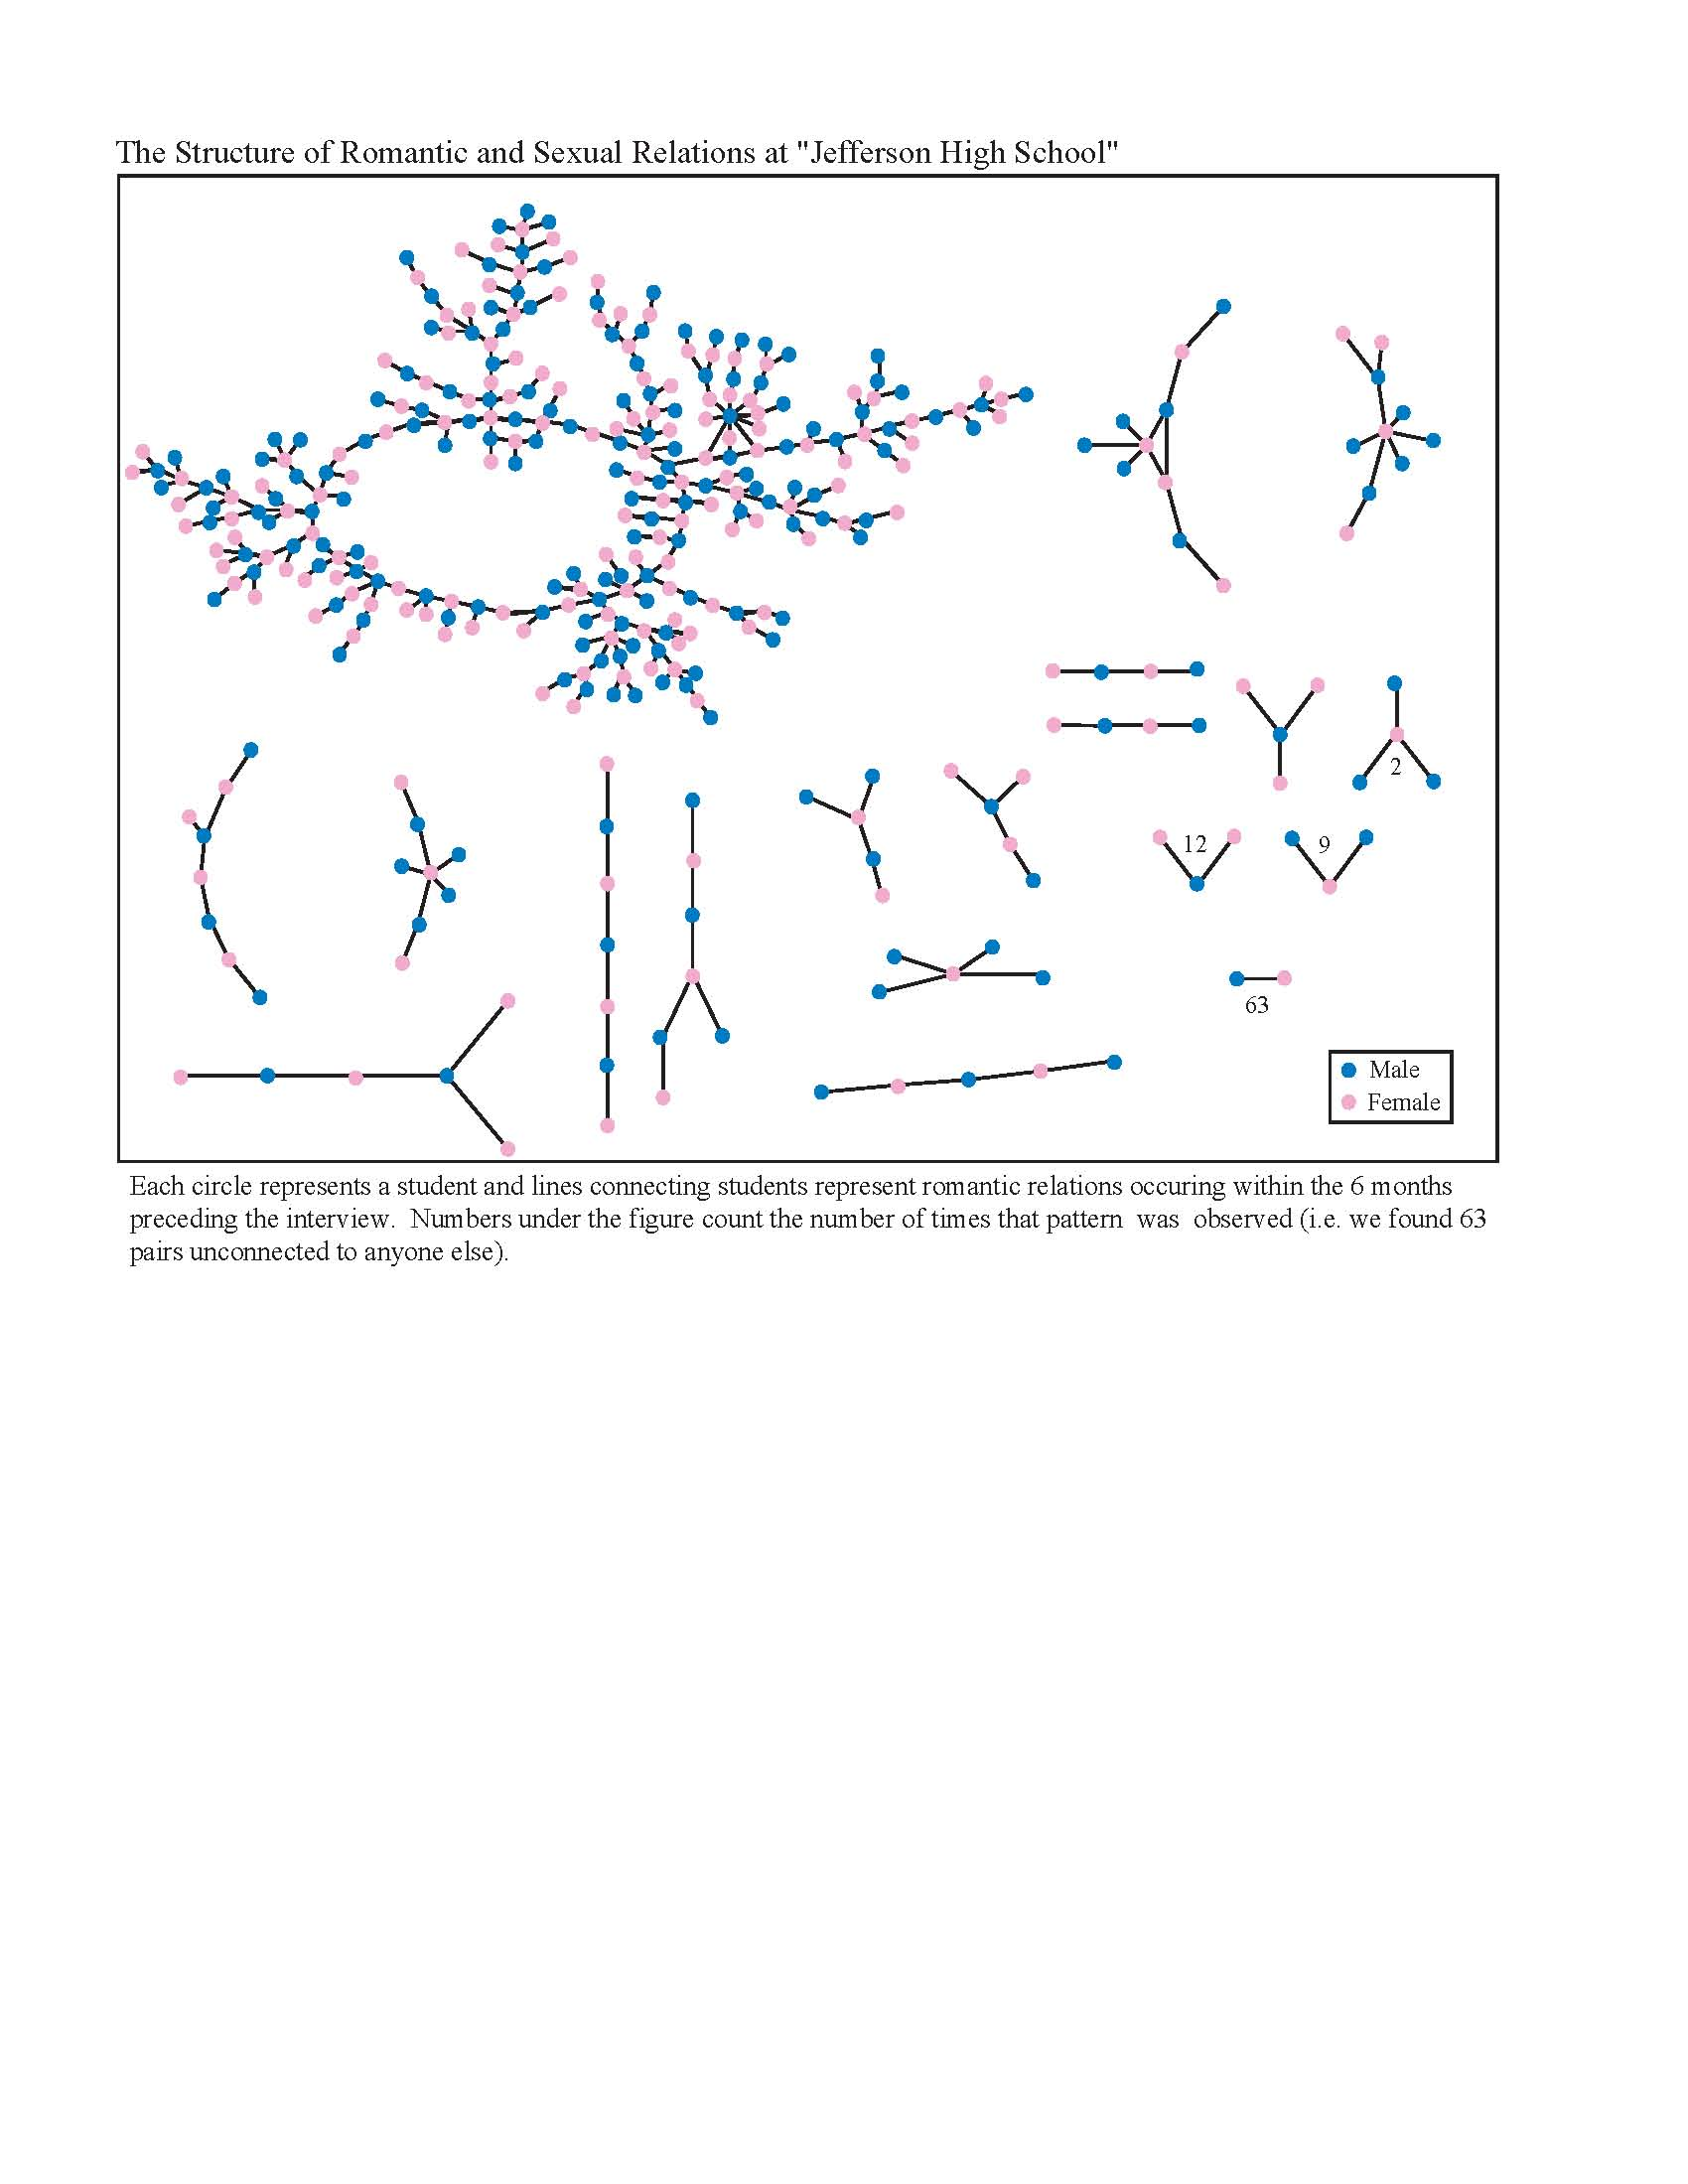 The Structure of Romantic and Sexual Relations at "Jefferson High School"
2
12
9
63
Male
Female
Each circle represents a student and lines connecting students represent romantic relations occuring within the 6 months
preceding the interview. Numbers under the figure count the number of times that pattern was observed (i.e. we found 63
pairs unconnected to anyone else).